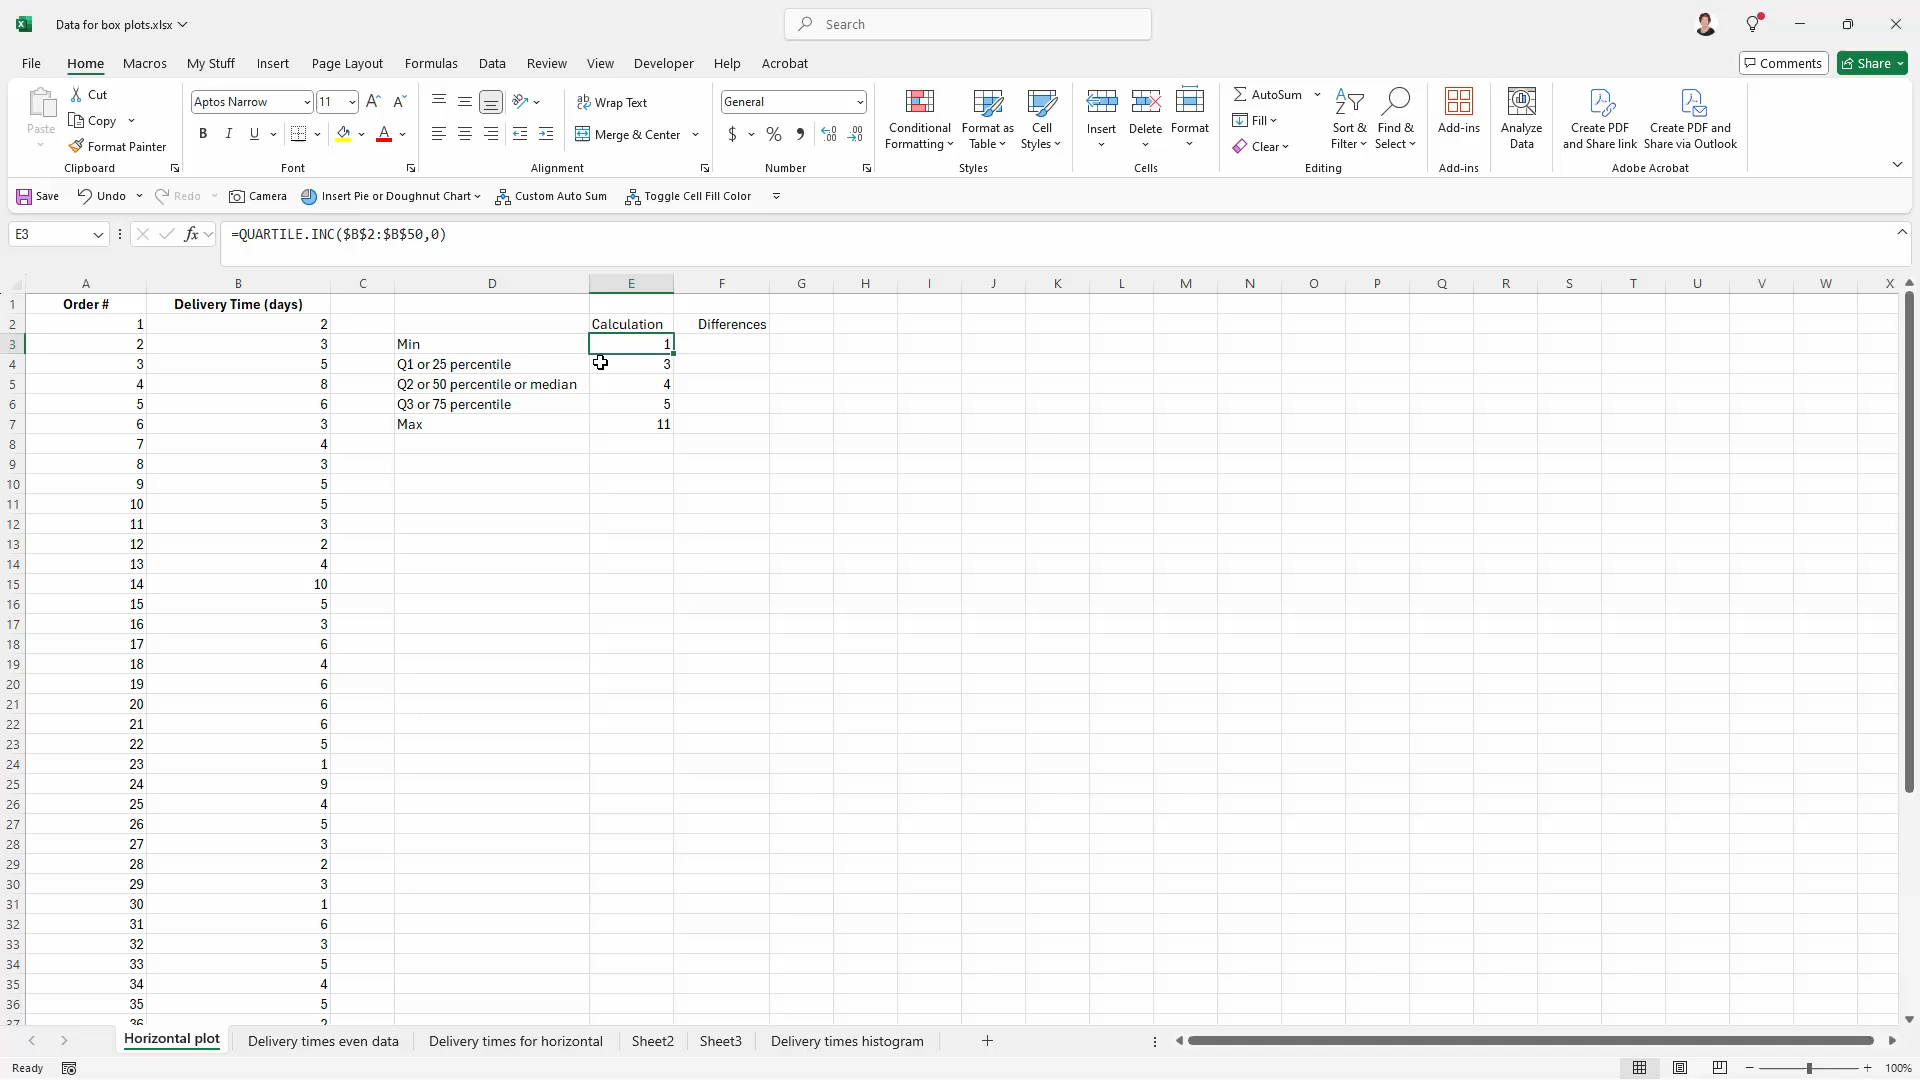 Data for box plots.xlsx
Search
File Home Macros My Stuff Insert Page Layout Formulas Data Review View Developer Help Acrobat
Comments Share
Paste
Cut
Copy
Format Painter
Clipboard
Aptos Narrow 11
B I U
Font
Wrap Text
Merge & Center
Alignment
General
$ % 9
Number
Conditional Formatting
Format as Table
Cell Styles
Styles
Insert Delete Format
Cells
AutoSum
Fill
Clear
Sort & Filter
Find & Select
Editing
Add-ins
Add-ins
Analyze Data
Create PDF and Share link
Create PDF and Share via Outlook
Adobe Acrobat
Save Undo Redo Camera Insert Pie or Doughnut Chart Custom Auto Sum Toggle Cell Fill Color
E3 fx =QUARTILE.INC($B$2:$B$50,0)
A B C D E F G H I J K L M N O P Q R S T U V W X
1 Order # Delivery Time (days)
2 1 2 Calculation Differences
3 2 3 Min 1
4 3 5 Q1 or 25 percentile 3
5 4 8 Q2 or 50 percentile or median 4
6 5 6 Q3 or 75 percentile 5
7 6 3 Max 11
8 7 4
9 8 3
10 9 5
11 10 5
12 11 3
13 12 2
14 13 4
15 14 10
16 15 5
17 16 3
18 17 6
19 18 4
20 19 6
21 20 6
22 21 6
23 22 5
24 23 1
25 24 9
26 25 4
27 26 5
28 27 3
29 28 2
30 29 3
31 30 1
32 31 6
33 32 3
34 33 5
35 34 4
36 35 5
37 36 2
Horizontal plot Delivery times even data Delivery times for horizontal Sheet2 Sheet3 Delivery times histogram
Ready 100%